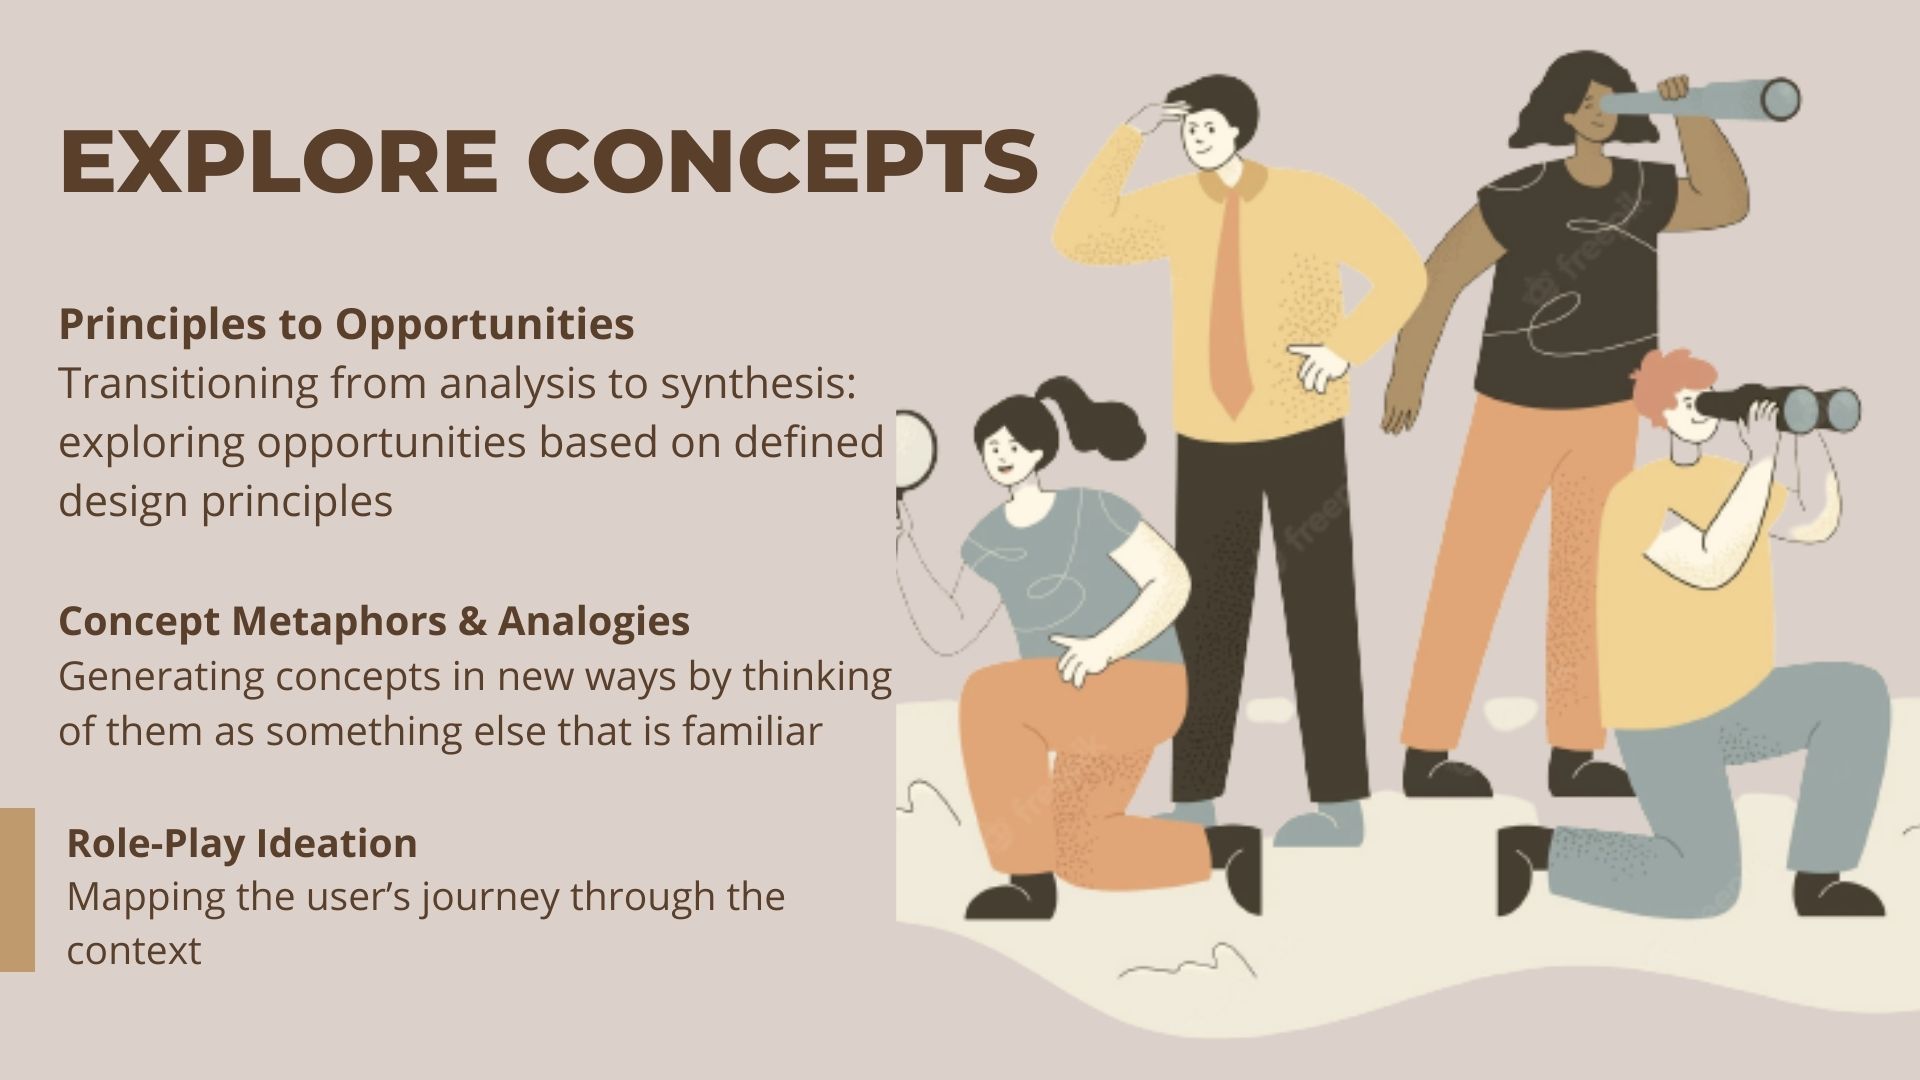 EXPLORE CONCEPTS
Principles to Opportunities
Transitioning from analysis to synthesis:
exploring opportunities based on defined
design principles
Concept Metaphors & Analogies
Generating concepts in new ways by thinking
of them as something else that is familiar
Role-Play Ideation
Mapping the user’s journey through the
context
freepik